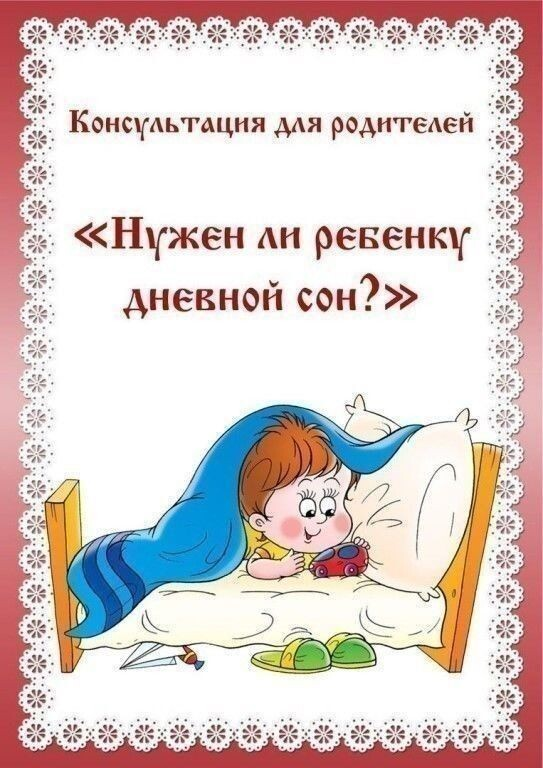 Консультация для родителей
«Нужен ли ребенку
дневной сон?»